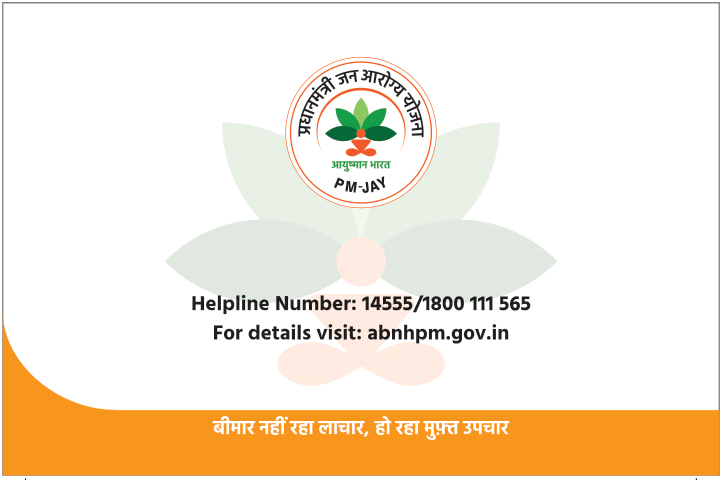 प्रधानमंत्री जन आरोग्य योजना
आयुष्मान भारत
PM-JAY
Helpline Number: 14555/1800 111 565
For details visit: abnhpm.gov.in
बीमार नहीं रहा लाचार, हो रहा मुफ़्त उपचार